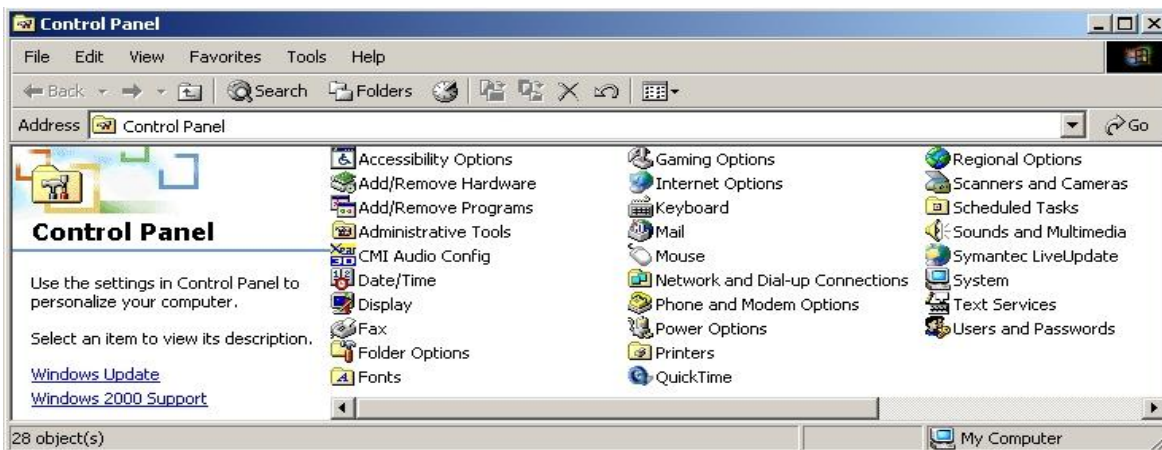 Control Panel
File Edit View Favorites Tools Help
Back Search Folders
Address Control Panel Go
Control Panel
Use the settings in Control Panel to
personalize your computer.
Select an item to view its description.
Windows Update
Windows 2000 Support
Accessibility Options
Add/Remove Hardware
Add/Remove Programs
Administrative Tools
CMI Audio Config
Date/Time
Display
Fax
Folder Options
Fonts
Gaming Options
Internet Options
Keyboard
Mail
Mouse
Network and Dial-up Connections
Phone and Modem Options
Power Options
Printers
QuickTime
Regional Options
Scanners and Cameras
Scheduled Tasks
Sounds and Multimedia
Symantec LiveUpdate
System
Text Services
Users and Passwords
28 object(s) My Computer